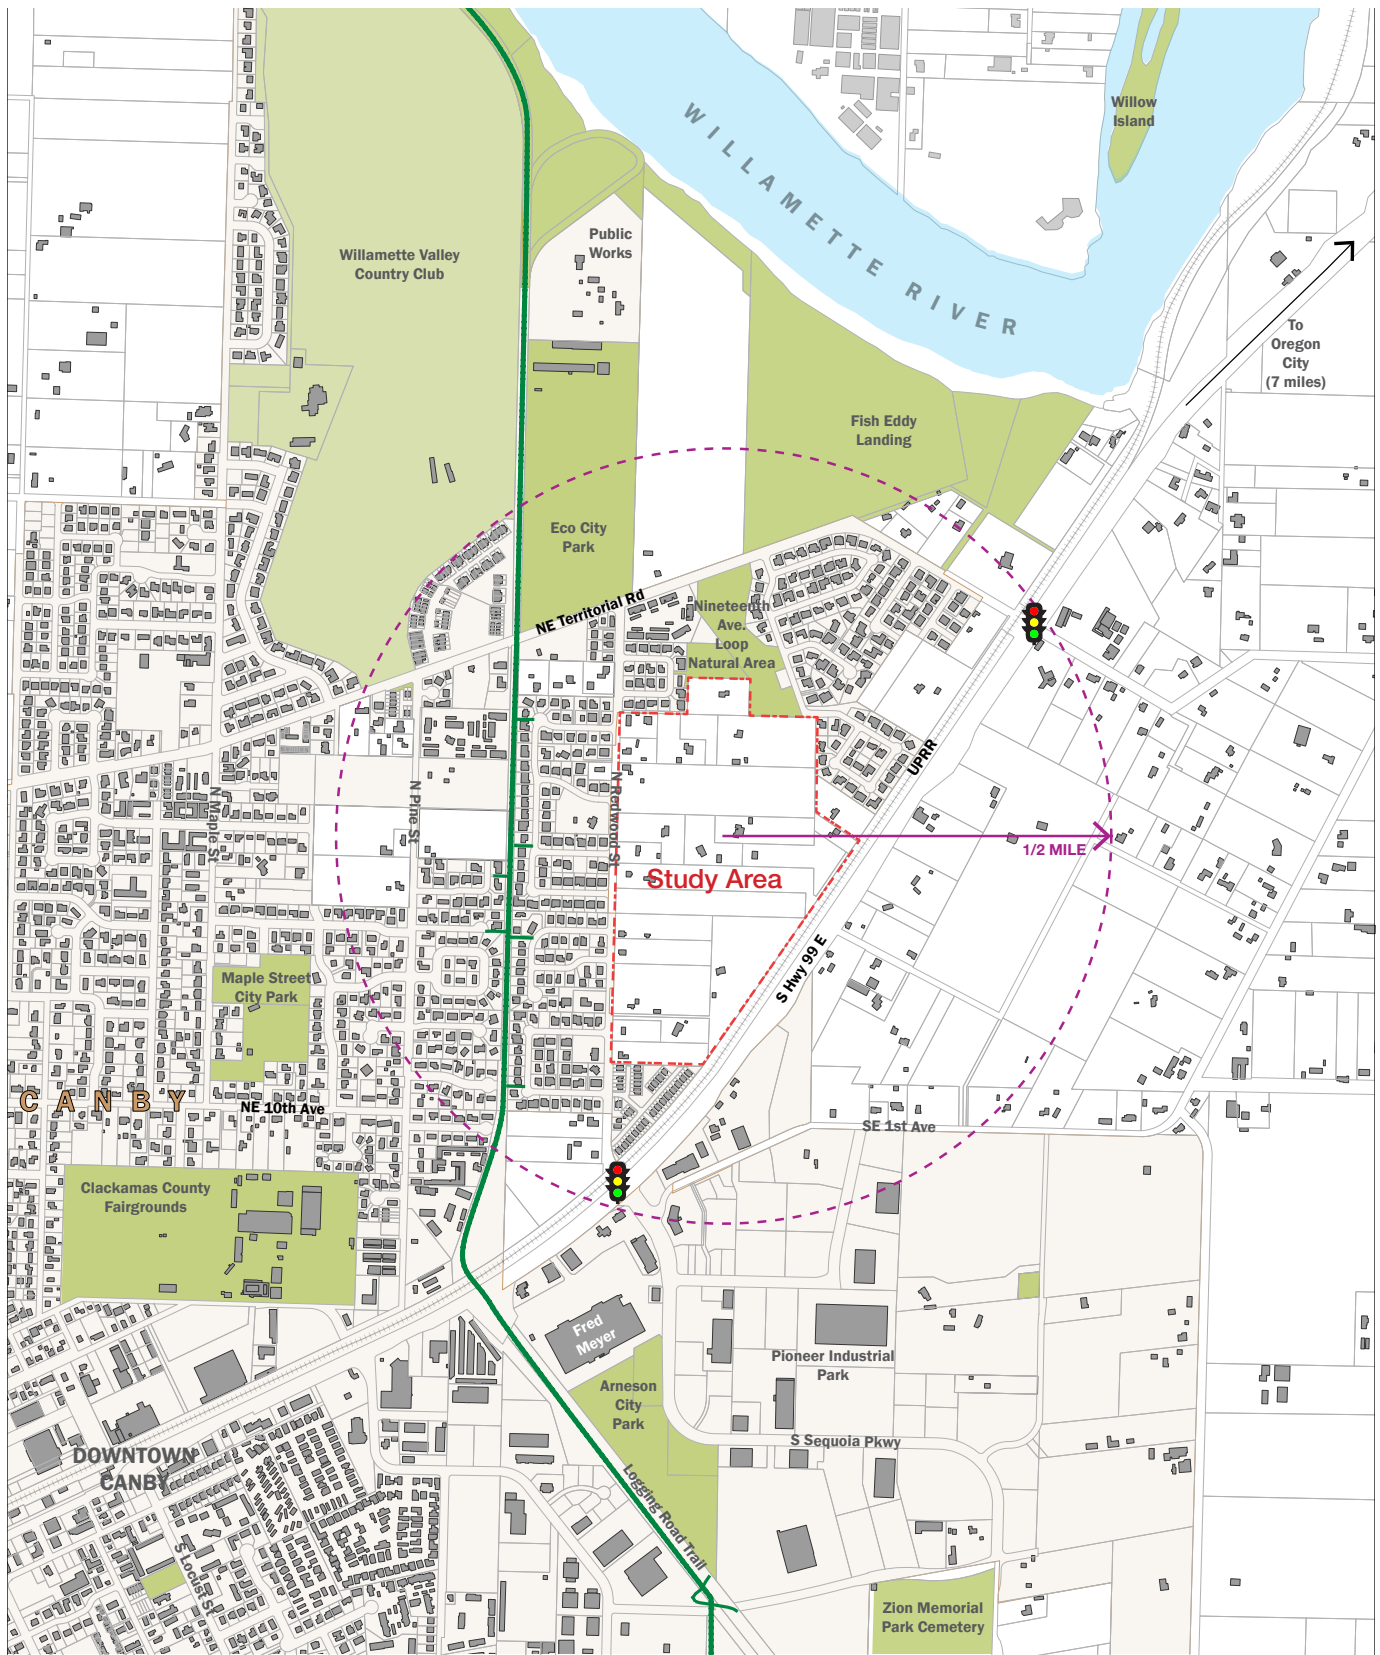 Willow
Island
WILLAMETTE RIVER
Public
Works
Willamette Valley
Country Club
To
Oregon
City
(7 miles)
Fish Eddy
Landing
Eco City
Park
NE Territorial Rd
Nineteenth
Ave.
Loop
Natural Area
UPRR
N Maple St
N Pine St
N Redwood St
1/2 MILE
Study Area
S Hwy 99 E
Maple Street
City Park
CANBY
NE 10th Ave
SE 1st Ave
Clackamas County
Fairgrounds
Fred
Meyer
Pioneer Industrial
Park
Arneson
City
Park
S Sequoia Pkwy
DOWNTOWN
CANBY
Logging Road Trail
S Locust St
Zion Memorial
Park Cemetery